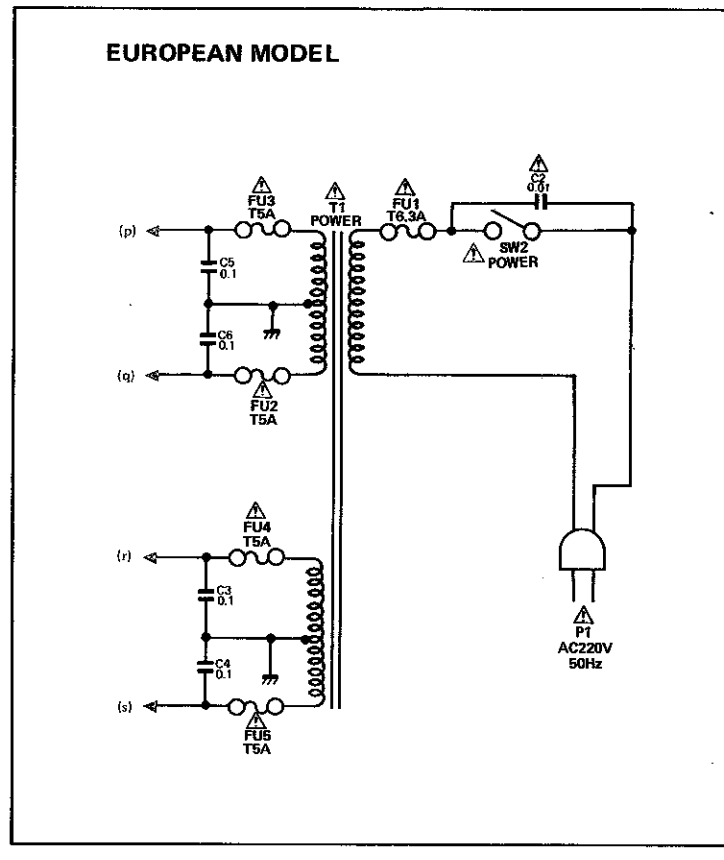 EUROPEAN MODEL
C2
0.01
FU3
T5A
T1
POWER
FU1
T6.3A
(p)
SW2
POWER
C5
0.1
C6
0.1
(q)
FU2
T5A
FU4
T5A
(r)
C3
0.1
C4
0.1
P1
AC220V
50Hz
(s)
FU5
T5A